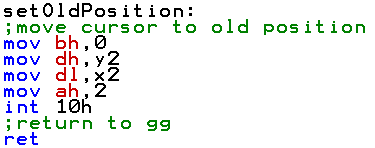 setOldPosition:
;move cursor to old position
mov bh,0
mov dh,y2
mov dl,x2
mov ah,2
int 10h
;return to gg
ret